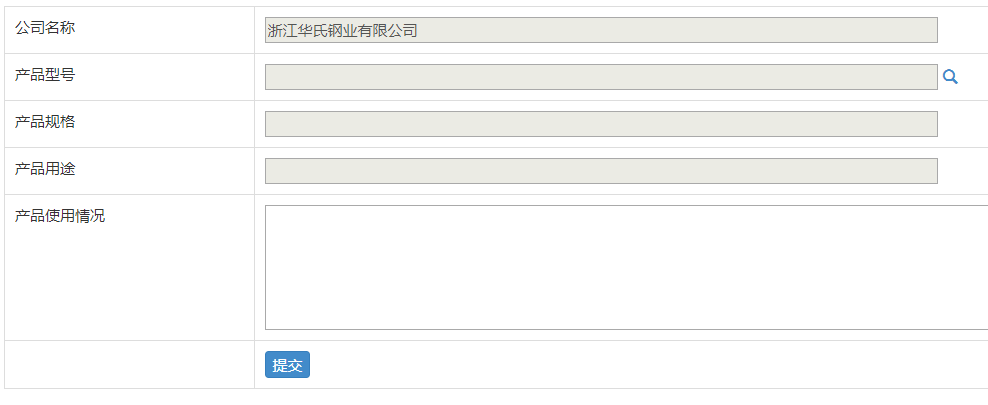 公司名称
浙江华氏钢业有限公司
产品型号
产品规格
产品用途
产品使用情况
提交